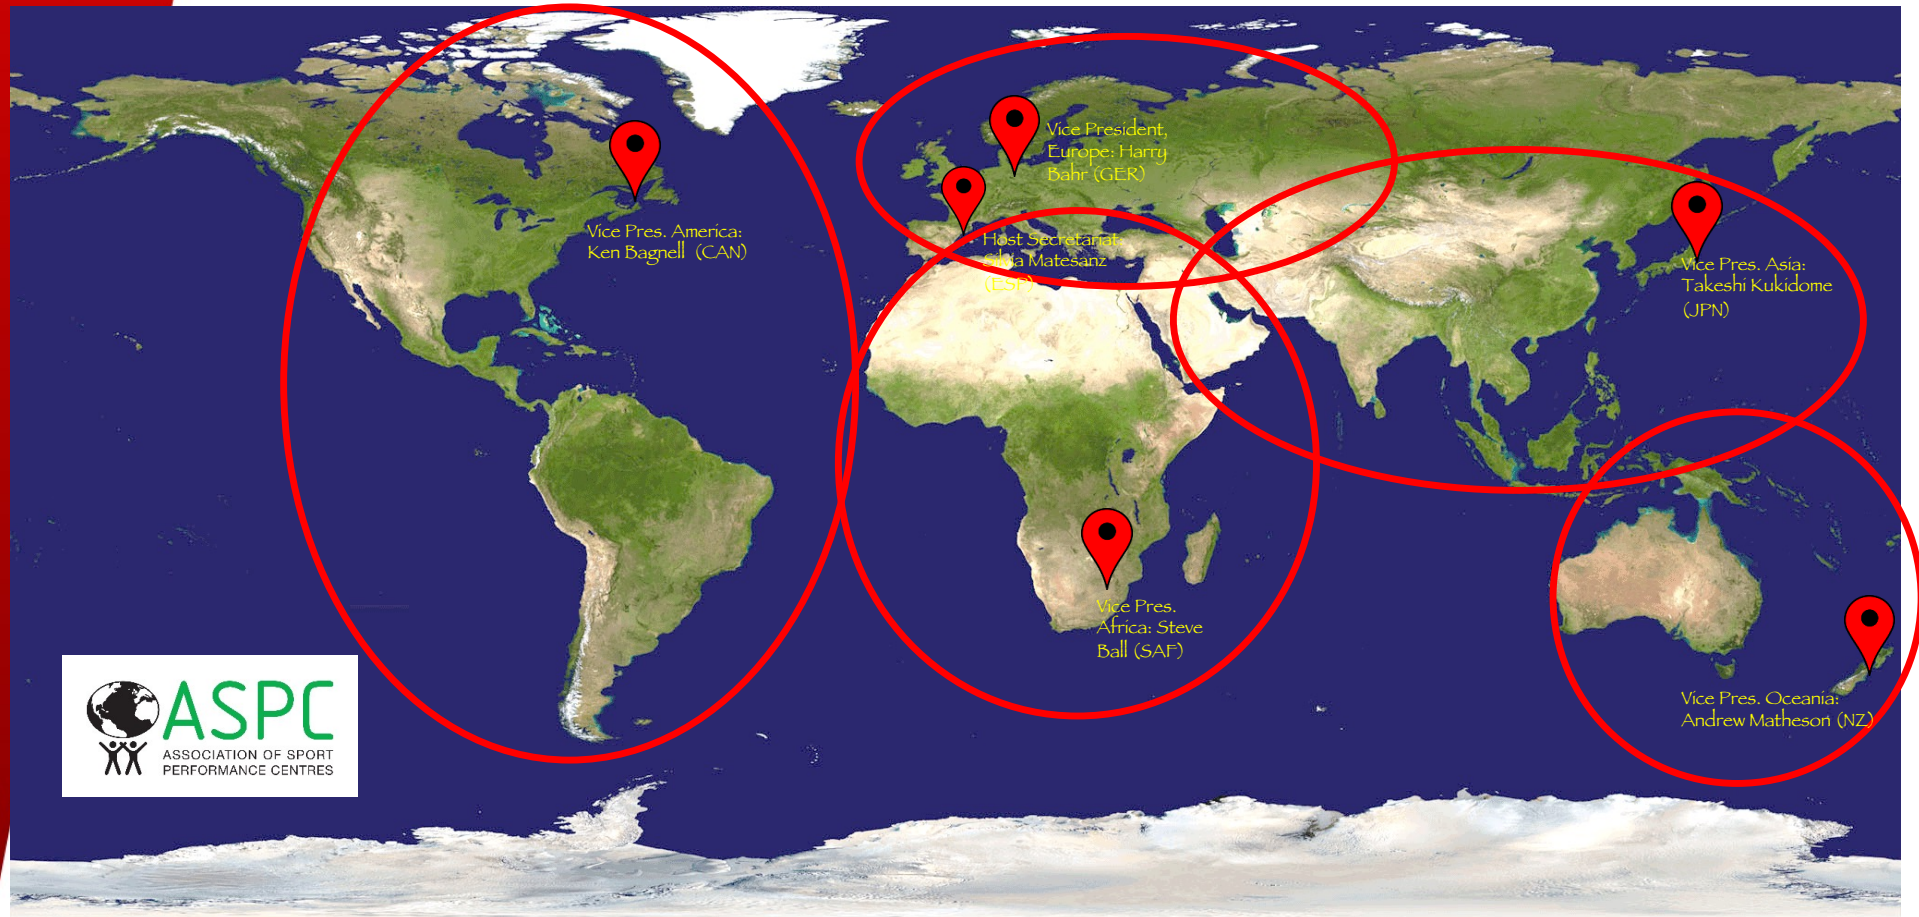 Vice President,
Europe: Harry
Bahr (GER)
Vice Pres. America:
Ken Bagnell (CAN)
Host Secretariat:
Silvia Matesanz
(ESP)
Vice Pres. Asia:
Takeshi Kukidome
(JPN)
Vice Pres.
Africa: Steve
Ball (SAF)
Vice Pres. Oceania:
Andrew Matheson (NZ)
ASPC
ASSOCIATION OF SPORT
PERFORMANCE CENTRES